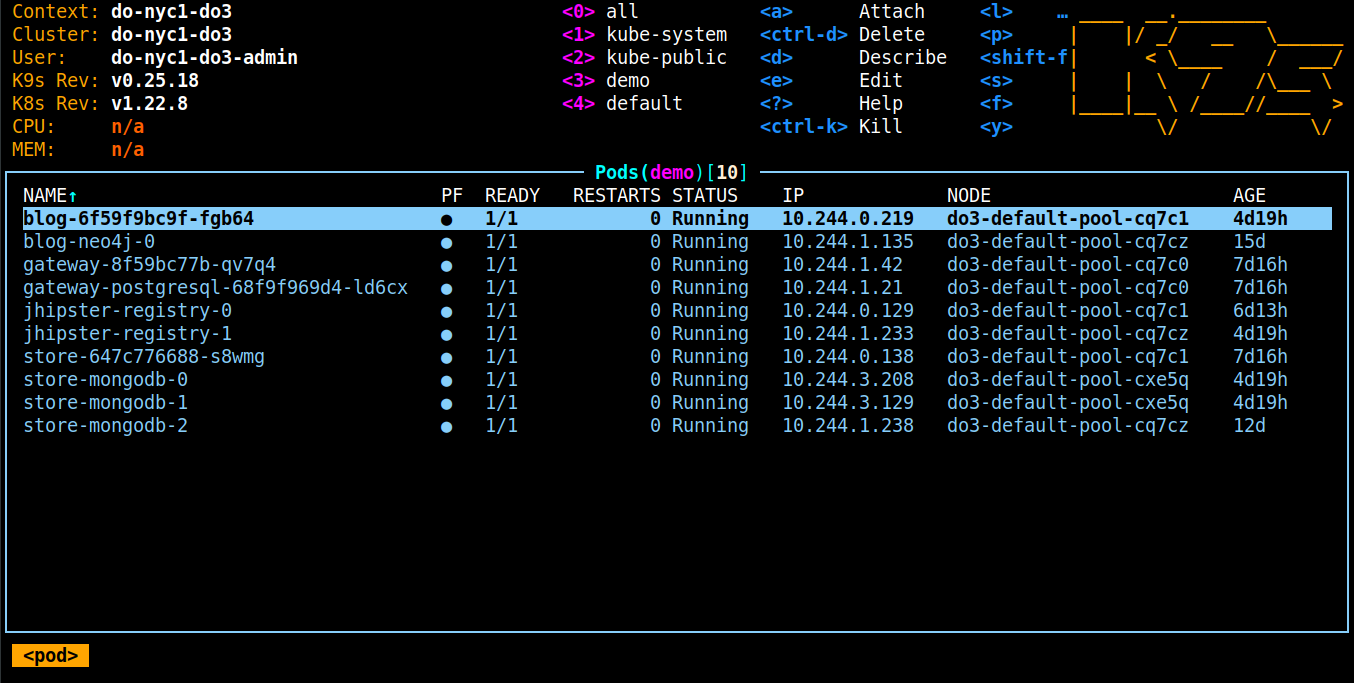 Context: do-nyc1-do3 <0> all <a> Attach <l> …
Cluster: do-nyc1-do3 <1> kube-system <ctrl-d> Delete <p>
User: do-nyc1-do3-admin <2> kube-public <d> Describe <shift-f
K9s Rev: v0.25.18 <3> demo <e> Edit <s>
K8s Rev: v1.22.8 <4> default <?> Help <f>
CPU: n/a <ctrl-k> Kill <y>
MEM: n/a
Pods(demo)[10]
NAME↑ PF READY RESTARTS STATUS IP NODE AGE
blog-6f59f9bc9f-fgb64 ● 1/1 0 Running 10.244.0.219 do3-default-pool-cq7c1 4d19h
blog-neo4j-0 ● 1/1 0 Running 10.244.1.135 do3-default-pool-cq7cz 15d
gateway-8f59bc77b-qv7q4 ● 1/1 0 Running 10.244.1.42 do3-default-pool-cq7c0 7d16h
gateway-postgresql-68f9f969d4-ld6cx ● 1/1 0 Running 10.244.1.21 do3-default-pool-cq7c0 7d16h
jhipster-registry-0 ● 1/1 0 Running 10.244.0.129 do3-default-pool-cq7c1 6d13h
jhipster-registry-1 ● 1/1 0 Running 10.244.1.233 do3-default-pool-cq7cz 4d19h
store-647c776688-s8wmg ● 1/1 0 Running 10.244.0.138 do3-default-pool-cq7c1 7d16h
store-mongodb-0 ● 1/1 0 Running 10.244.3.208 do3-default-pool-cxe5q 4d19h
store-mongodb-1 ● 1/1 0 Running 10.244.3.129 do3-default-pool-cxe5q 4d19h
store-mongodb-2 ● 1/1 0 Running 10.244.1.238 do3-default-pool-cq7cz 12d
<pod>